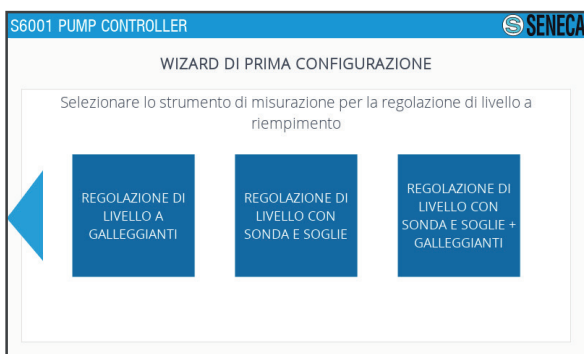 S6001 PUMP CONTROLLER
S SENECA
WIZARD DI PRIMA CONFIGURAZIONE
Selezionare lo strumento di misurazione per la regolazione di livello a
riempimento
REGOLAZIONE DI
LIVELLO A
GALLEGGIANTI
REGOLAZIONE DI
LIVELLO CON
SONDA E SOGLIE
REGOLAZIONE DI
LIVELLO CON
SONDA E SOGLIE +
GALLEGGIANTI